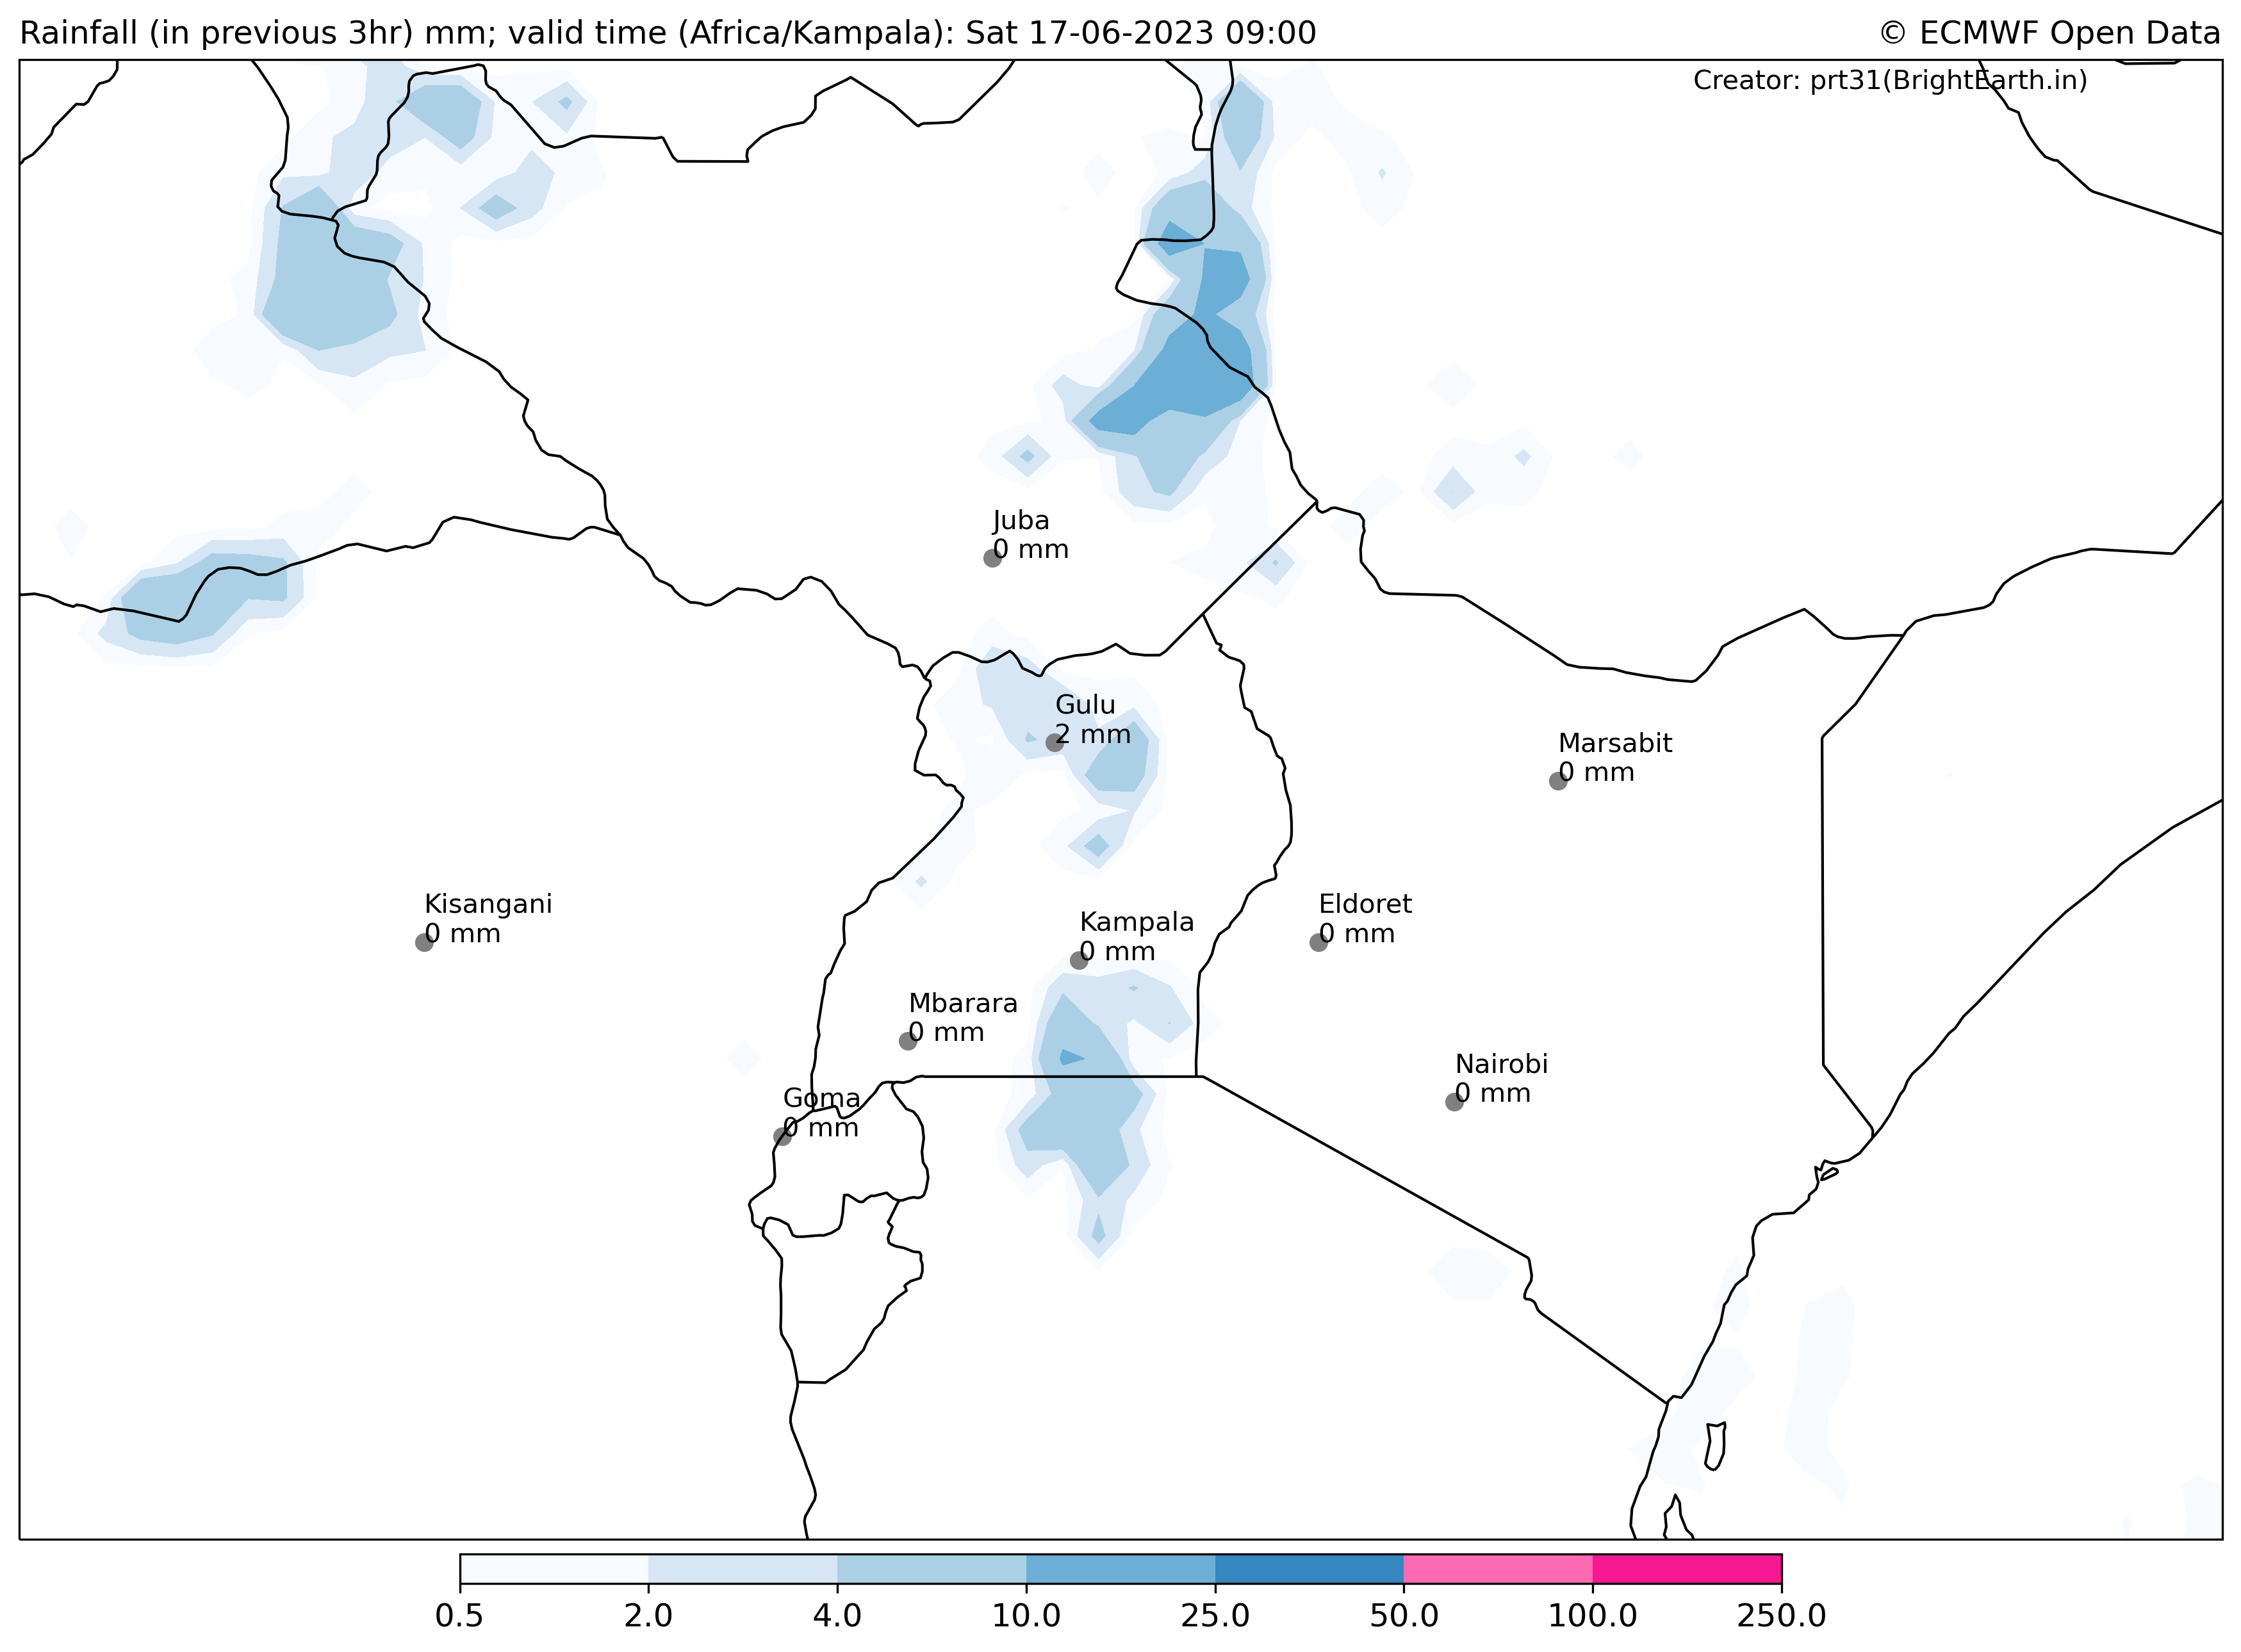 Rainfall (in previous 3hr) mm; valid time (Africa/Kampala): Sat 17-06-2023 09:00
© ECMWF Open Data
Creator: prt31(BrightEarth.in)
Juba
0 mm
Gulu
2 mm
Marsabit
0 mm
Kisangani
0 mm
Kampala
0 mm
Eldoret
0 mm
Mbarara
0 mm
Nairobi
0 mm
Goma
0 mm
0.5 2.0 4.0 10.0 25.0 50.0 100.0 250.0